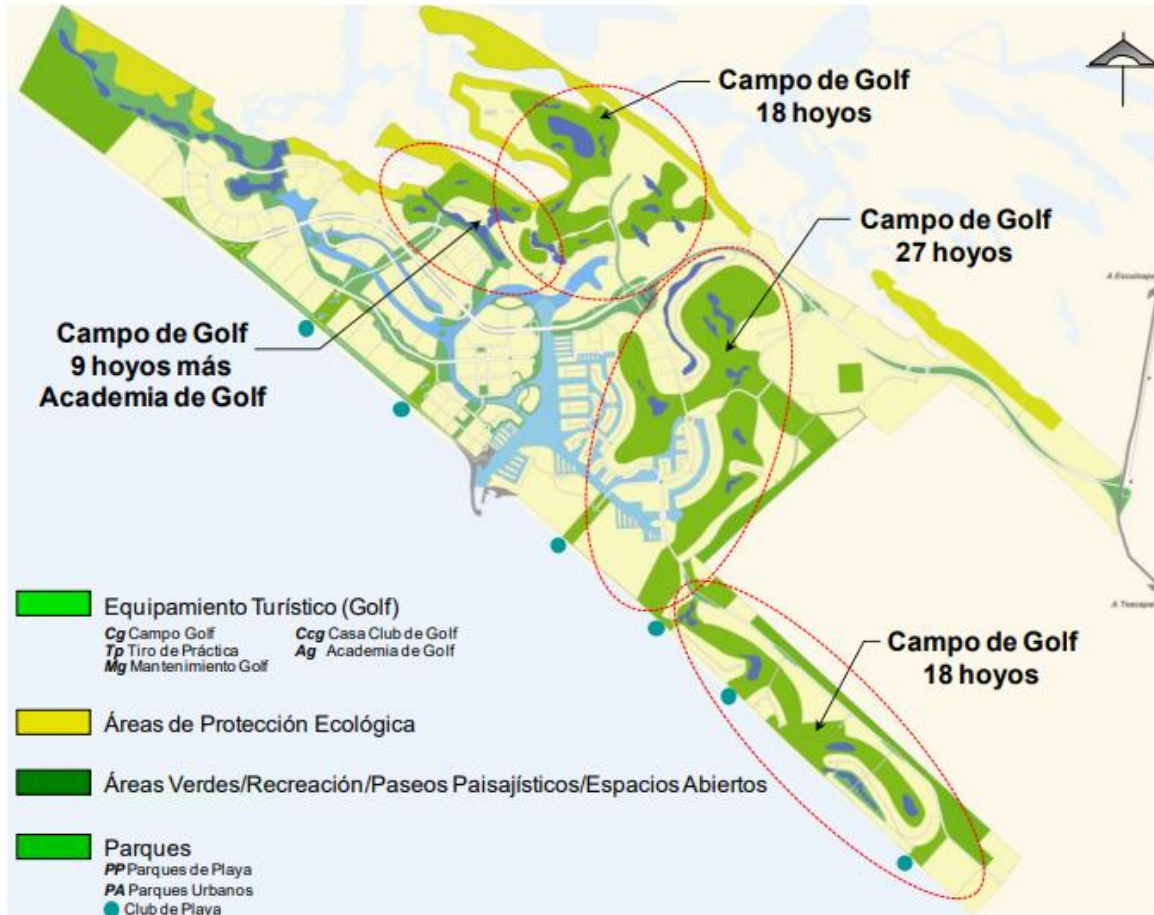 Campo de Golf
18 hoyos
Campo de Golf
27 hoyos
A Escuinapa
Campo de Golf
9 hoyos más
Academia de Golf
A Teacapan
Campo de Golf
18 hoyos
Equipamiento Turístico (Golf)
Cg Campo Golf Ccg Casa Club de Golf
Tp Tiro de Práctica Ag Academia de Golf
Mg Mantenimiento Golf
Áreas de Protección Ecológica
Áreas Verdes/Recreación/Paseos Paisajísticos/Espacios Abiertos
Parques
PP Parques de Playa
PA Parques Urbanos
Club de Playa